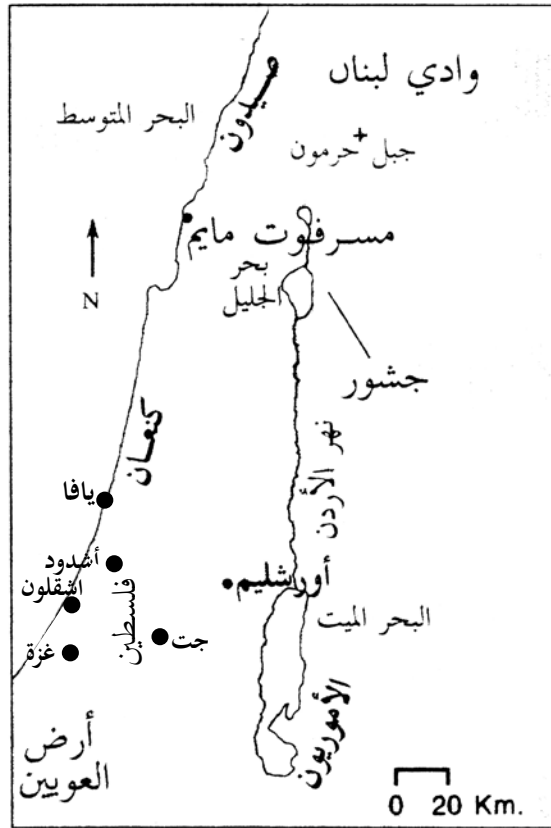 وادي لبنان
صيدون
البحر المتوسط
جبل حرمون
مسرفوت مايم
بحر
الجليل
N
جشور
كنعان
نهر الأردن
يافا
أشدود
اشقلون
فلسطين
أورشليم
البحر الميت
جت
غزة
الأموريون
أرض
العويين
0 20 Km.